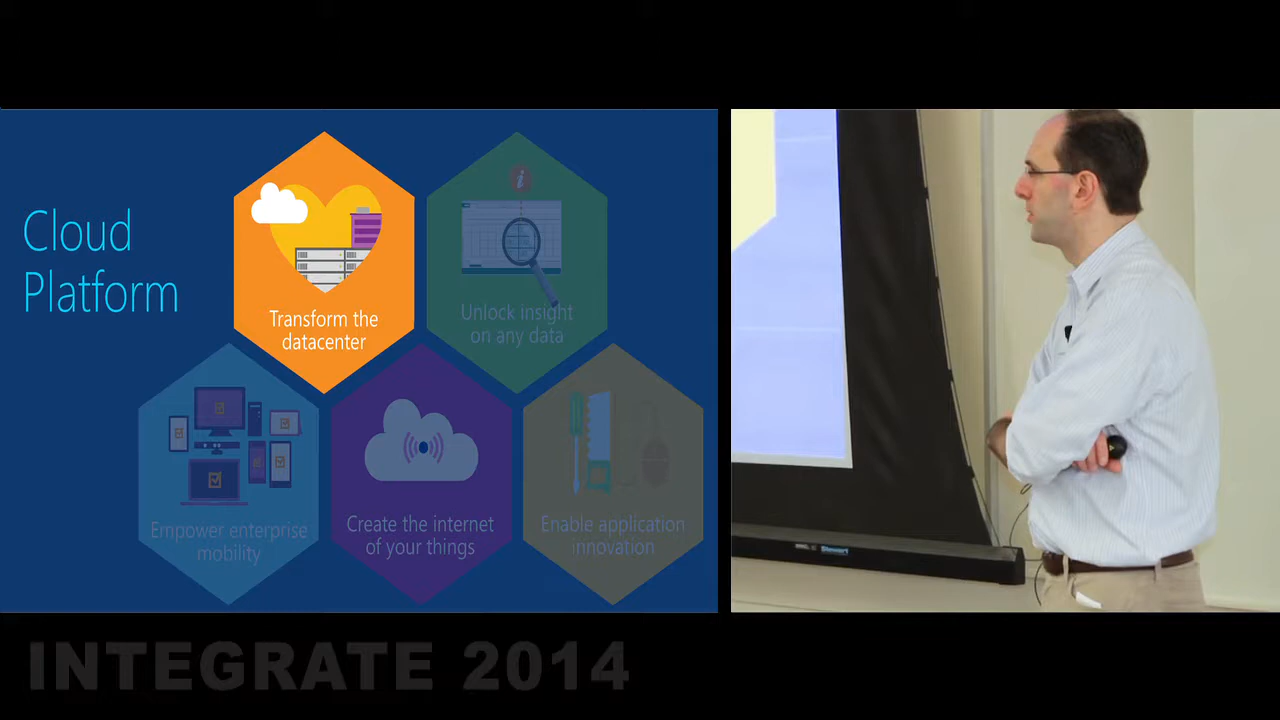 Cloud
Platform
Transform the
datacenter
i
Unlock insight
on any data
Empower enterprise
mobility
Create the internet
of your things
Enable application
innovation
Stewart
INTEGRATE 2014